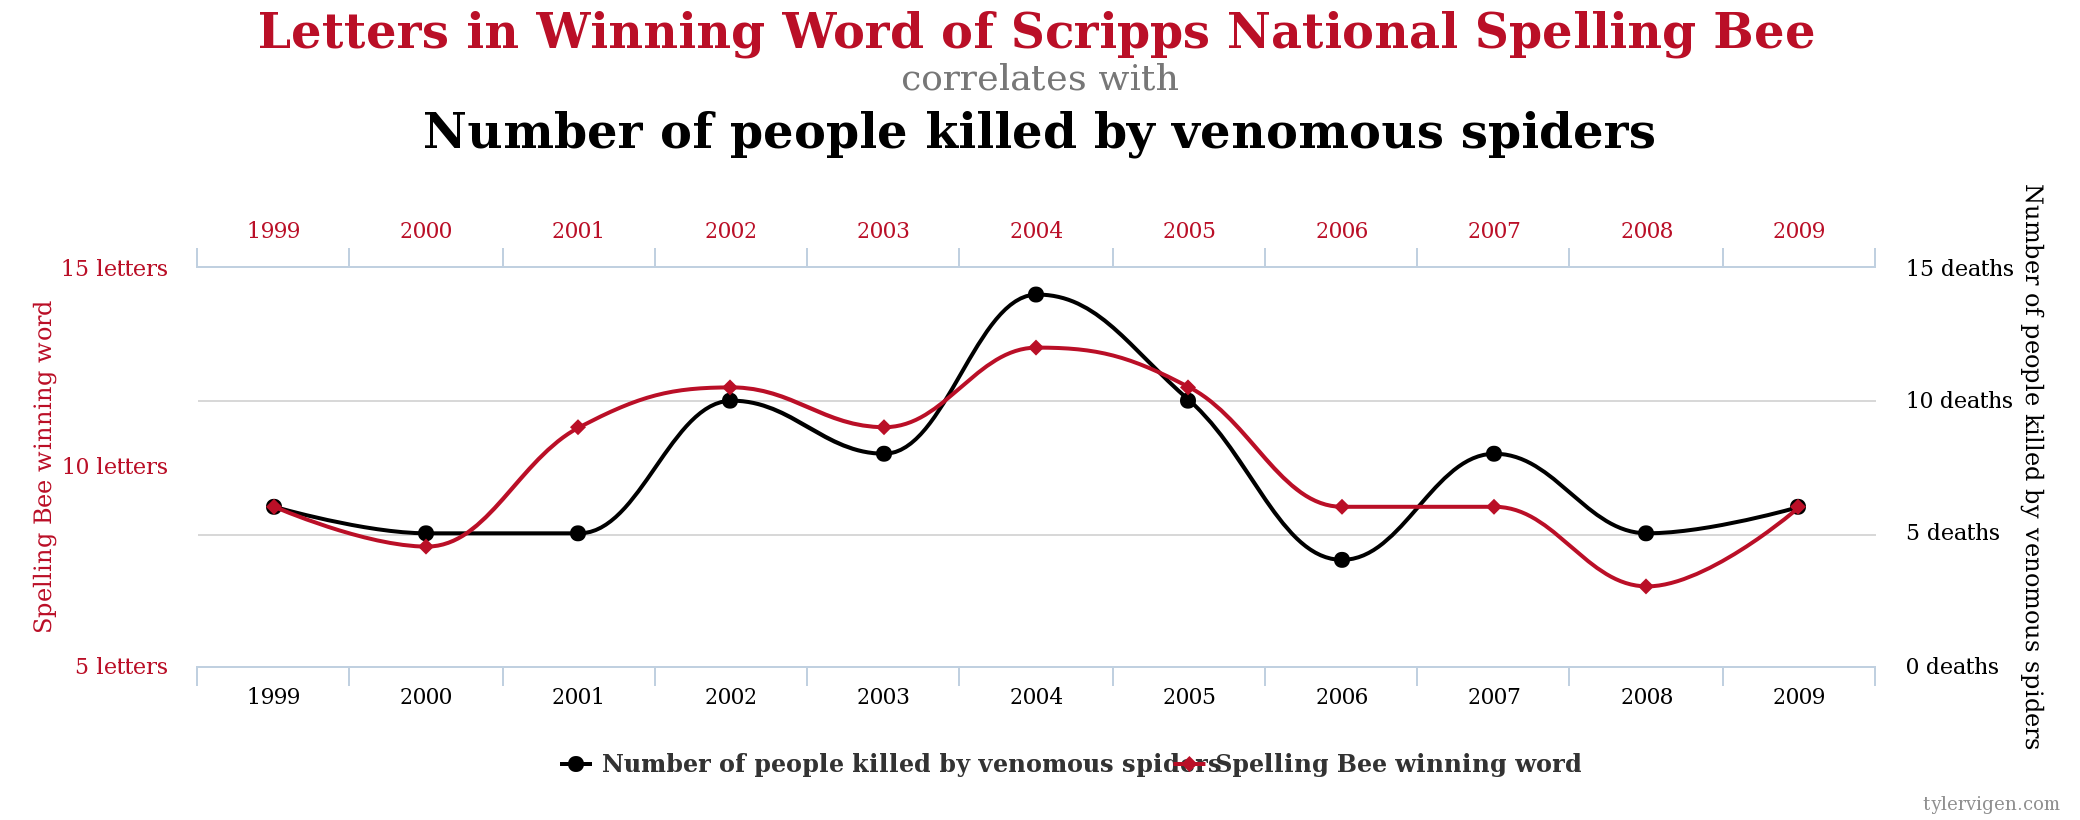 Letters in Winning Word of Scripps National Spelling Bee
correlates with
Number of people killed by venomous spiders
1999 2000 2001 2002 2003 2004 2005 2006 2007 2008 2009
15 letters
10 letters
5 letters
Spelling Bee winning word
15 deaths
10 deaths
5 deaths
0 deaths
Number of people killed by venomous spiders
1999 2000 2001 2002 2003 2004 2005 2006 2007 2008 2009
Number of people killed by venomous spiders Spelling Bee winning word
tylervigen.com